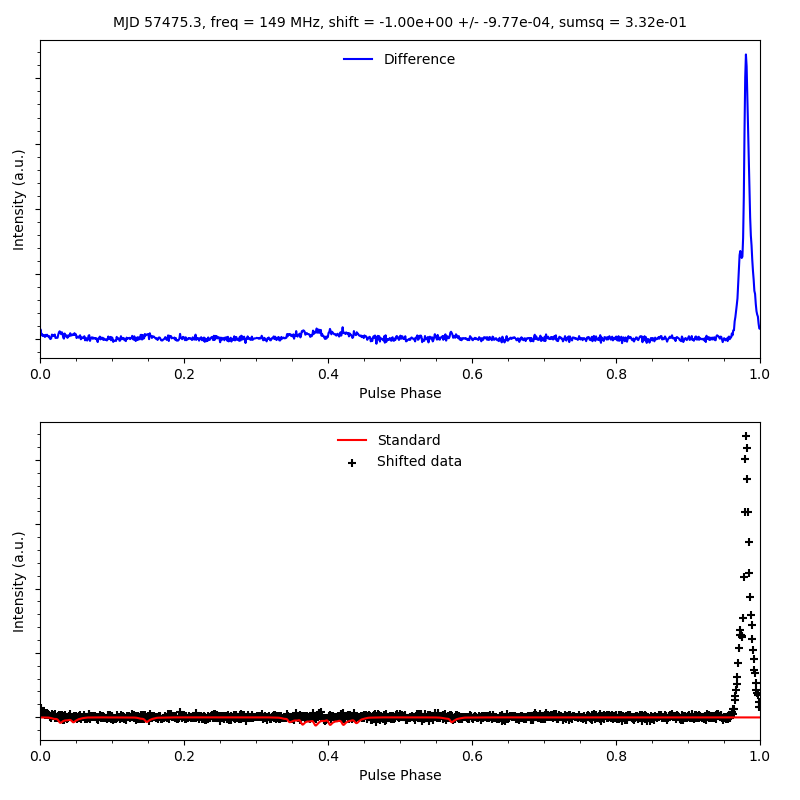 MJD 57475.3, freq = 149 MHz, shift = -1.00e+00 +/- -9.77e-04, sumsq = 3.32e-01
Difference
Intensity (a.u.)
0.0 0.2 0.4 0.6 0.8 1.0
Pulse Phase
Standard
Shifted data
Intensity (a.u.)
0.0 0.2 0.4 0.6 0.8 1.0
Pulse Phase